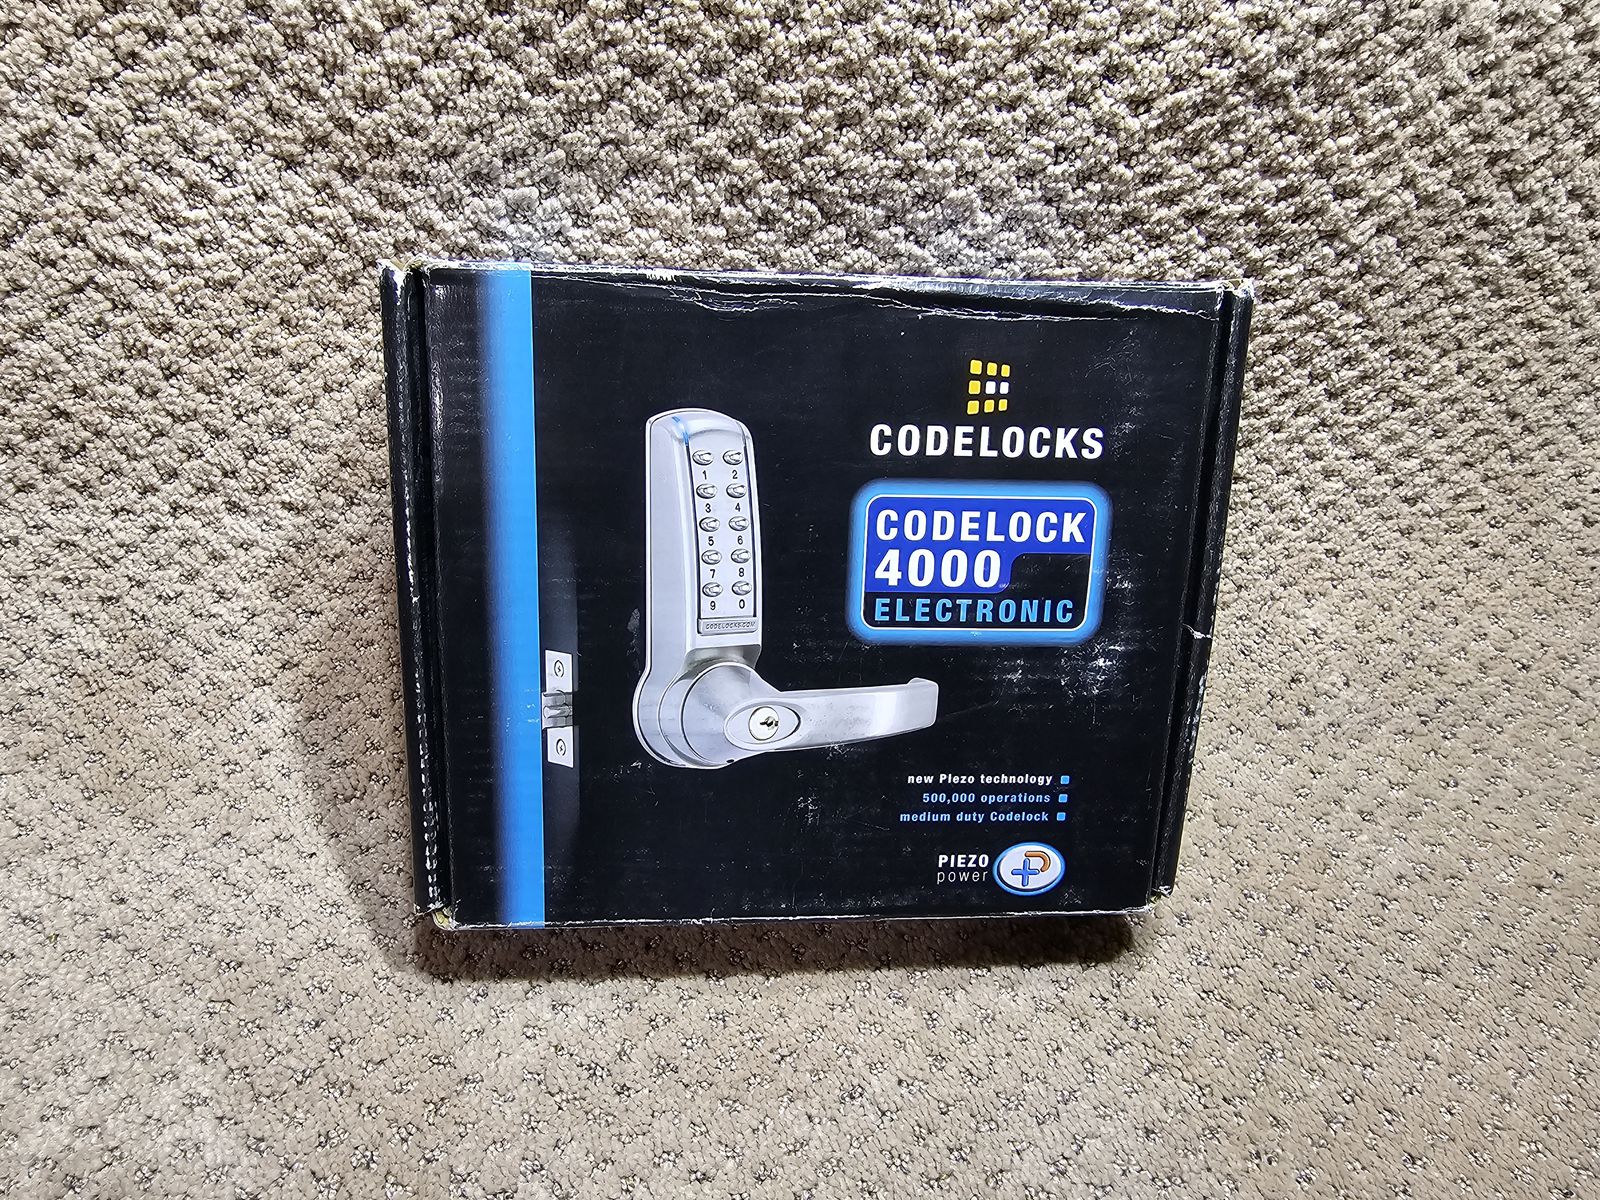 CODELOCKS
CODELOCK
4000
ELECTRONIC
1 2
3 4
5 6
7 8
9 0
CODELOCKS.COM
new Piezo technology
500,000 operations
medium duty Codelock
PIEZO
power